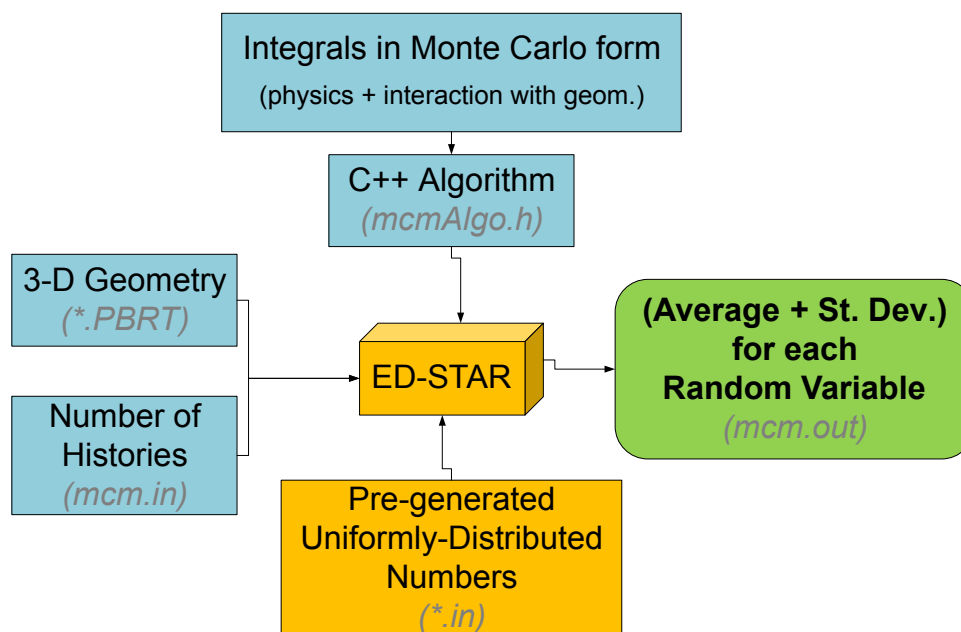 Integrals in Monte Carlo form
(physics + interaction with geom.)
C++ Algorithm
(mcmAlgo.h)
3-D Geometry
(*.PBRT)
Number of
Histories
(mcm.in)
ED-STAR
(Average + St. Dev.)
for each
Random Variable
(mcm.out)
Pre-generated
Uniformly-Distributed
Numbers
(*.in)